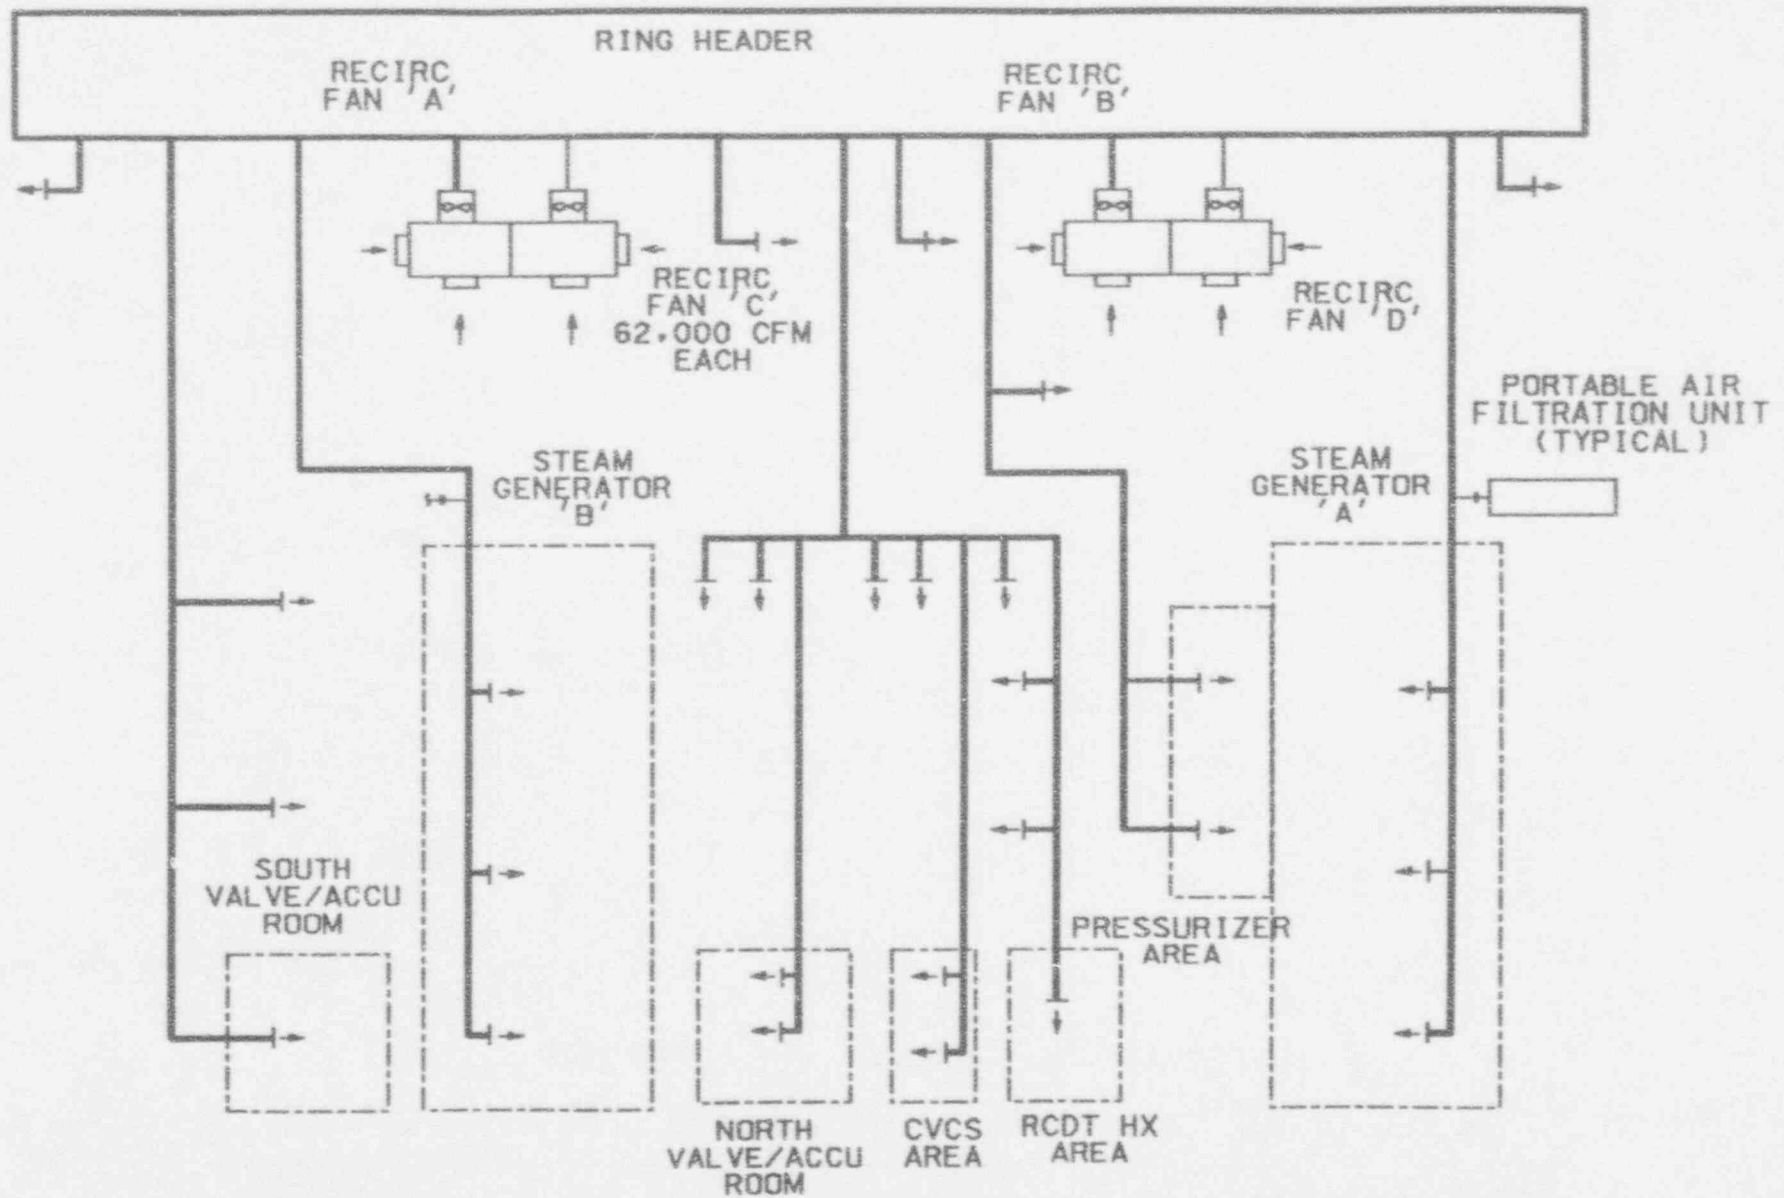 RING HEADER
RECIRC
FAN 'A'
RECIRC
FAN 'B'
RECIRC
FAN 'C'
62,000 CFM
EACH
RECIRC
FAN 'D'
PORTABLE AIR
FILTRATION UNIT
(TYPICAL)
STEAM
GENERATOR
'B'
STEAM
GENERATOR
'A'
SOUTH
VALVE/ACCU
ROOM
PRESSURIZER
AREA
NORTH
VALVE/ACCU
ROOM
CVCS
AREA
RCDT HX
AREA